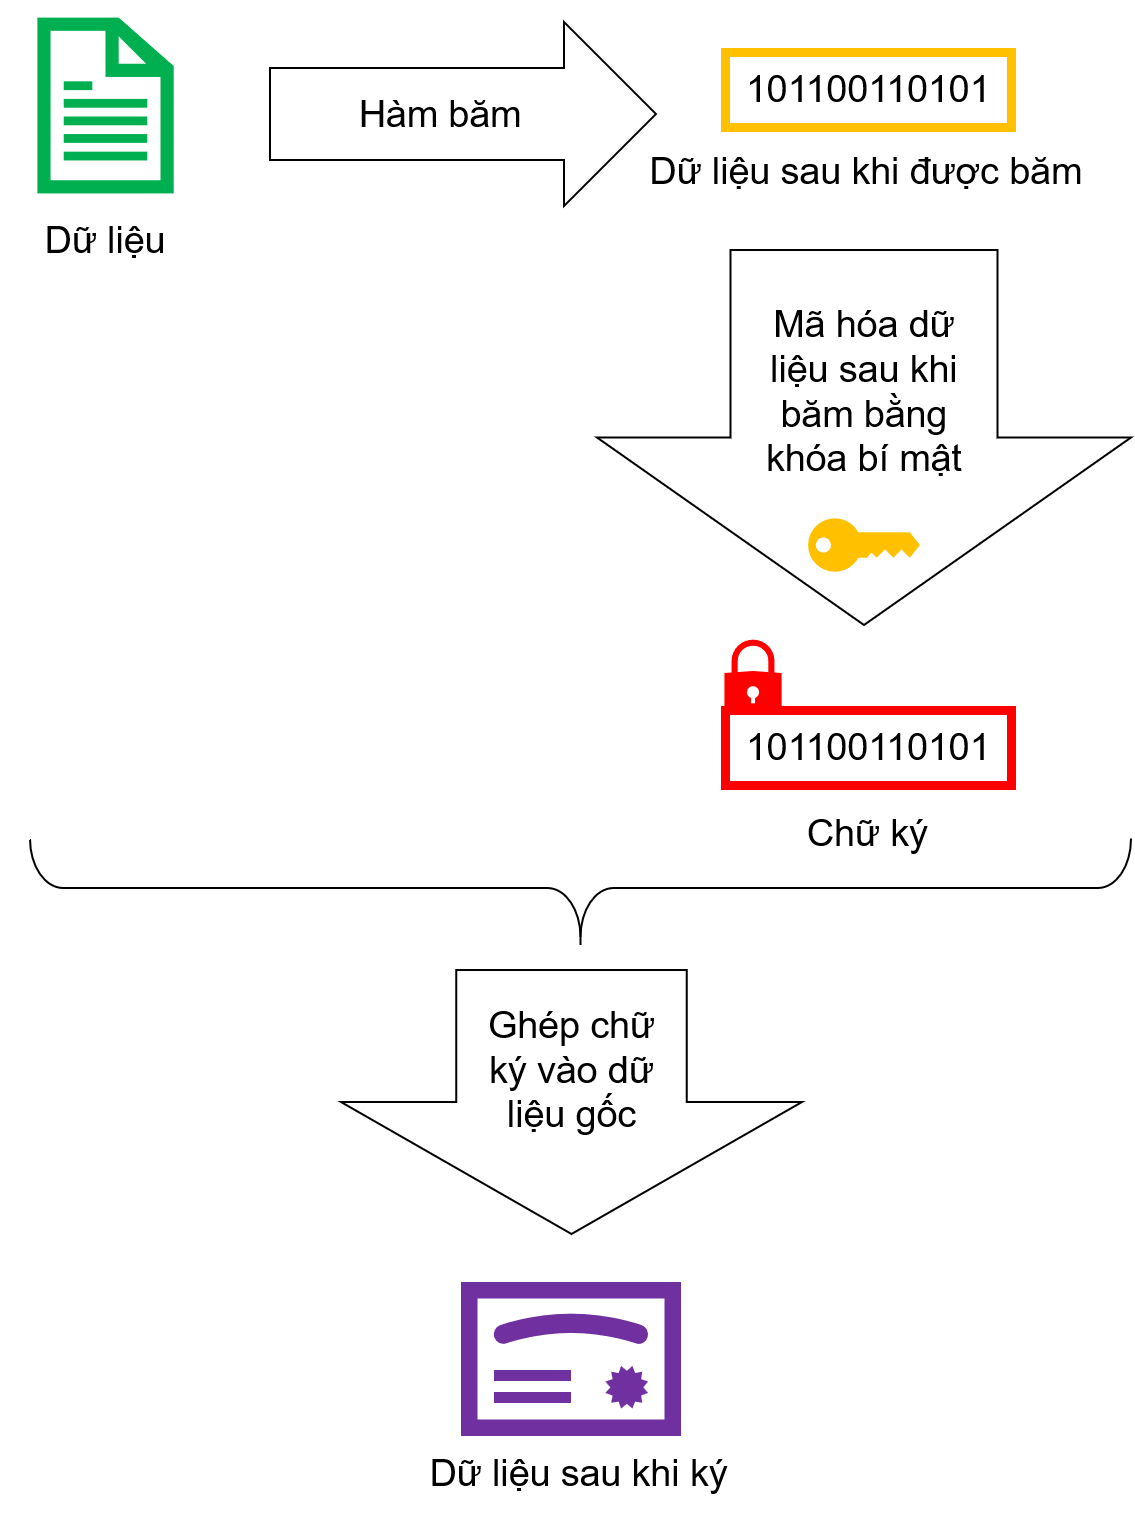 Hàm băm
101100110101
Dữ liệu sau khi được băm
Dữ liệu
Mã hóa dữ
liệu sau khi
băm bằng
khóa bí mật
101100110101
Chữ ký
Ghép chữ
ký vào dữ
liệu gốc
Dữ liệu sau khi ký